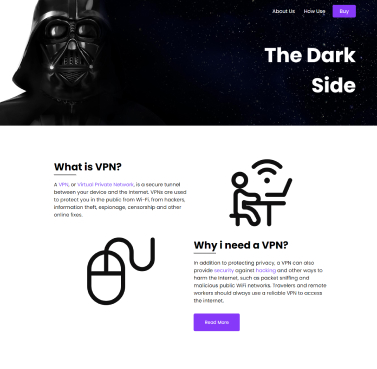 About Us How Use Buy
The Dark
Side
What is VPN?
A VPN, or Virtual Private Network, is a secure tunnel
between your device and the internet. VPNs are used
to protect you in the public from Wi-Fi, from hackers,
information theft, espionage, censorship and other
online fixes.
Why i need a VPN?
In addition to protecting privacy, a VPN can also
provide security against hacking and other ways to
harm the Internet, such as packet sniffing and
malicious public WiFi networks. Travelers and remote
workers should always use a reliable VPN to access
the internet.
Read More